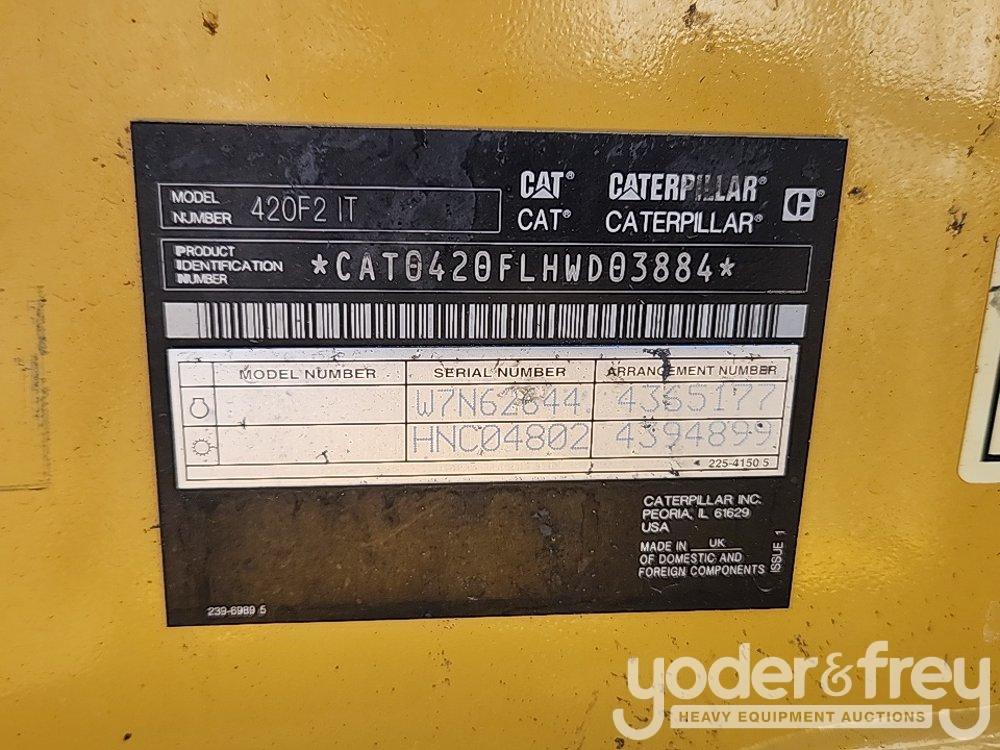 MODEL NUMBER 420F2 IT
CAT® CATERPILLAR®
CAT® CATERPILLAR®
PRODUCT IDENTIFICATION NUMBER *CAT0420FLHWD03884*
MODEL NUMBER SERIAL NUMBER ARRANGEMENT NUMBER
W7N62844 4365177
HNC04802 4394899
225-4150 5
CATERPILLAR INC.
PEORIA, IL 61629
USA
MADE IN UK
OF DOMESTIC AND
FOREIGN COMPONENTS
ISSUE 1
239-6989 5
yoder&frey
HEAVY EQUIPMENT AUCTIONS